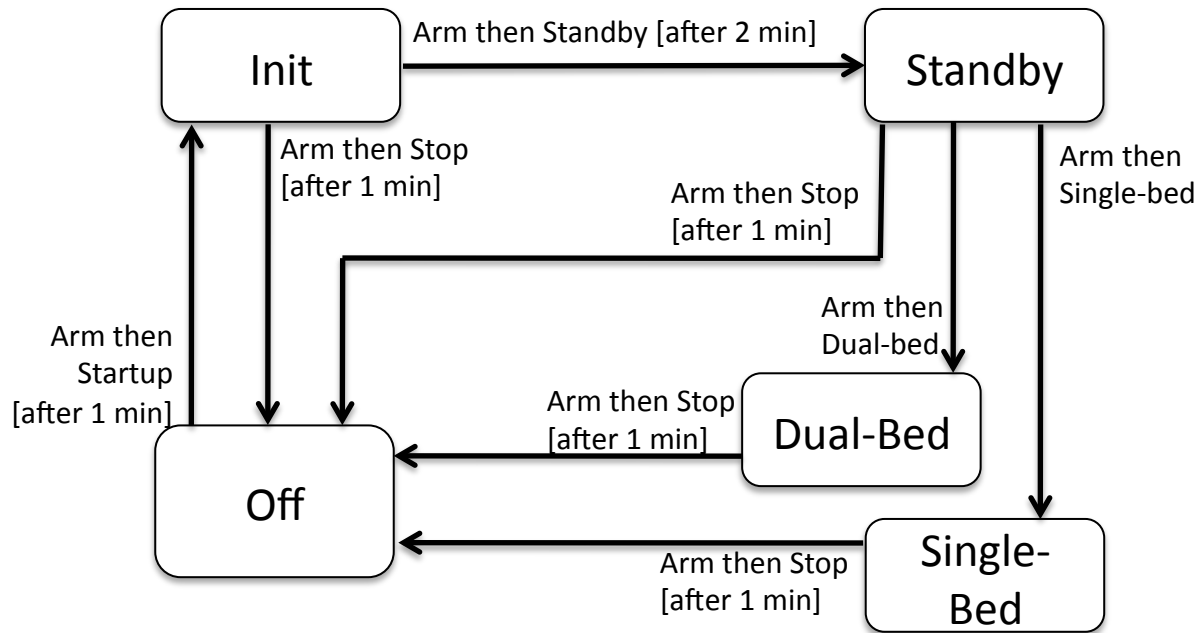 Arm then Standby [after 2 min]
Init
Standby
Arm then Stop
[after 1 min]
Arm then
Single-bed
Arm then Stop
[after 1 min]
Arm then
Dual-bed
Arm then
Startup
[after 1 min]
Arm then Stop
[after 1 min]
Dual-Bed
Off
Arm then Stop
[after 1 min]
Single-
Bed